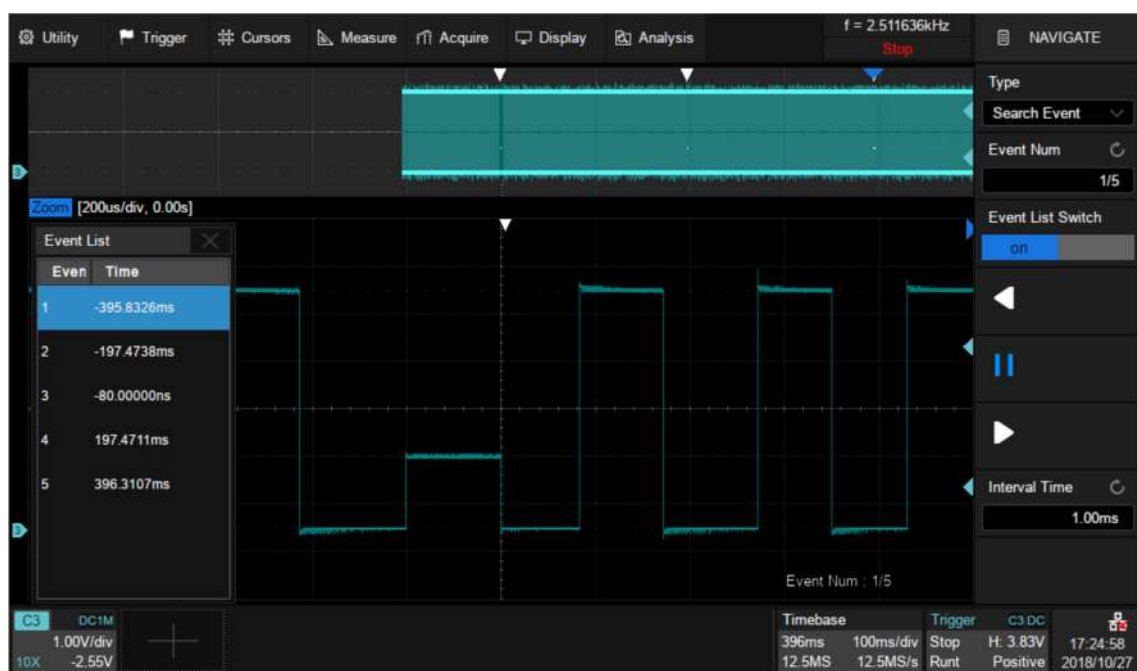 Utility Trigger Cursors Measure Acquire Display Analysis
f = 2.511636kHz
Stop
NAVIGATE
Type
Search Event
Event Num
1/5
Event List Switch
on
Interval Time
1.00ms
3
Zoom [200us/div, 0.00s]
Event List
Even Time
1 -395.8326ms
2 -197.4738ms
3 -80.00000ns
4 197.4711ms
5 396.3107ms
3
Event Num : 1/5
C3 DC1M
1.00V/div
10X -2.55V
Timebase
396ms 100ms/div
12.5MS 12.5MS/s
Trigger C3 DC
Stop H: 3.83V
Runt Positive
17:24:58
2018/10/27